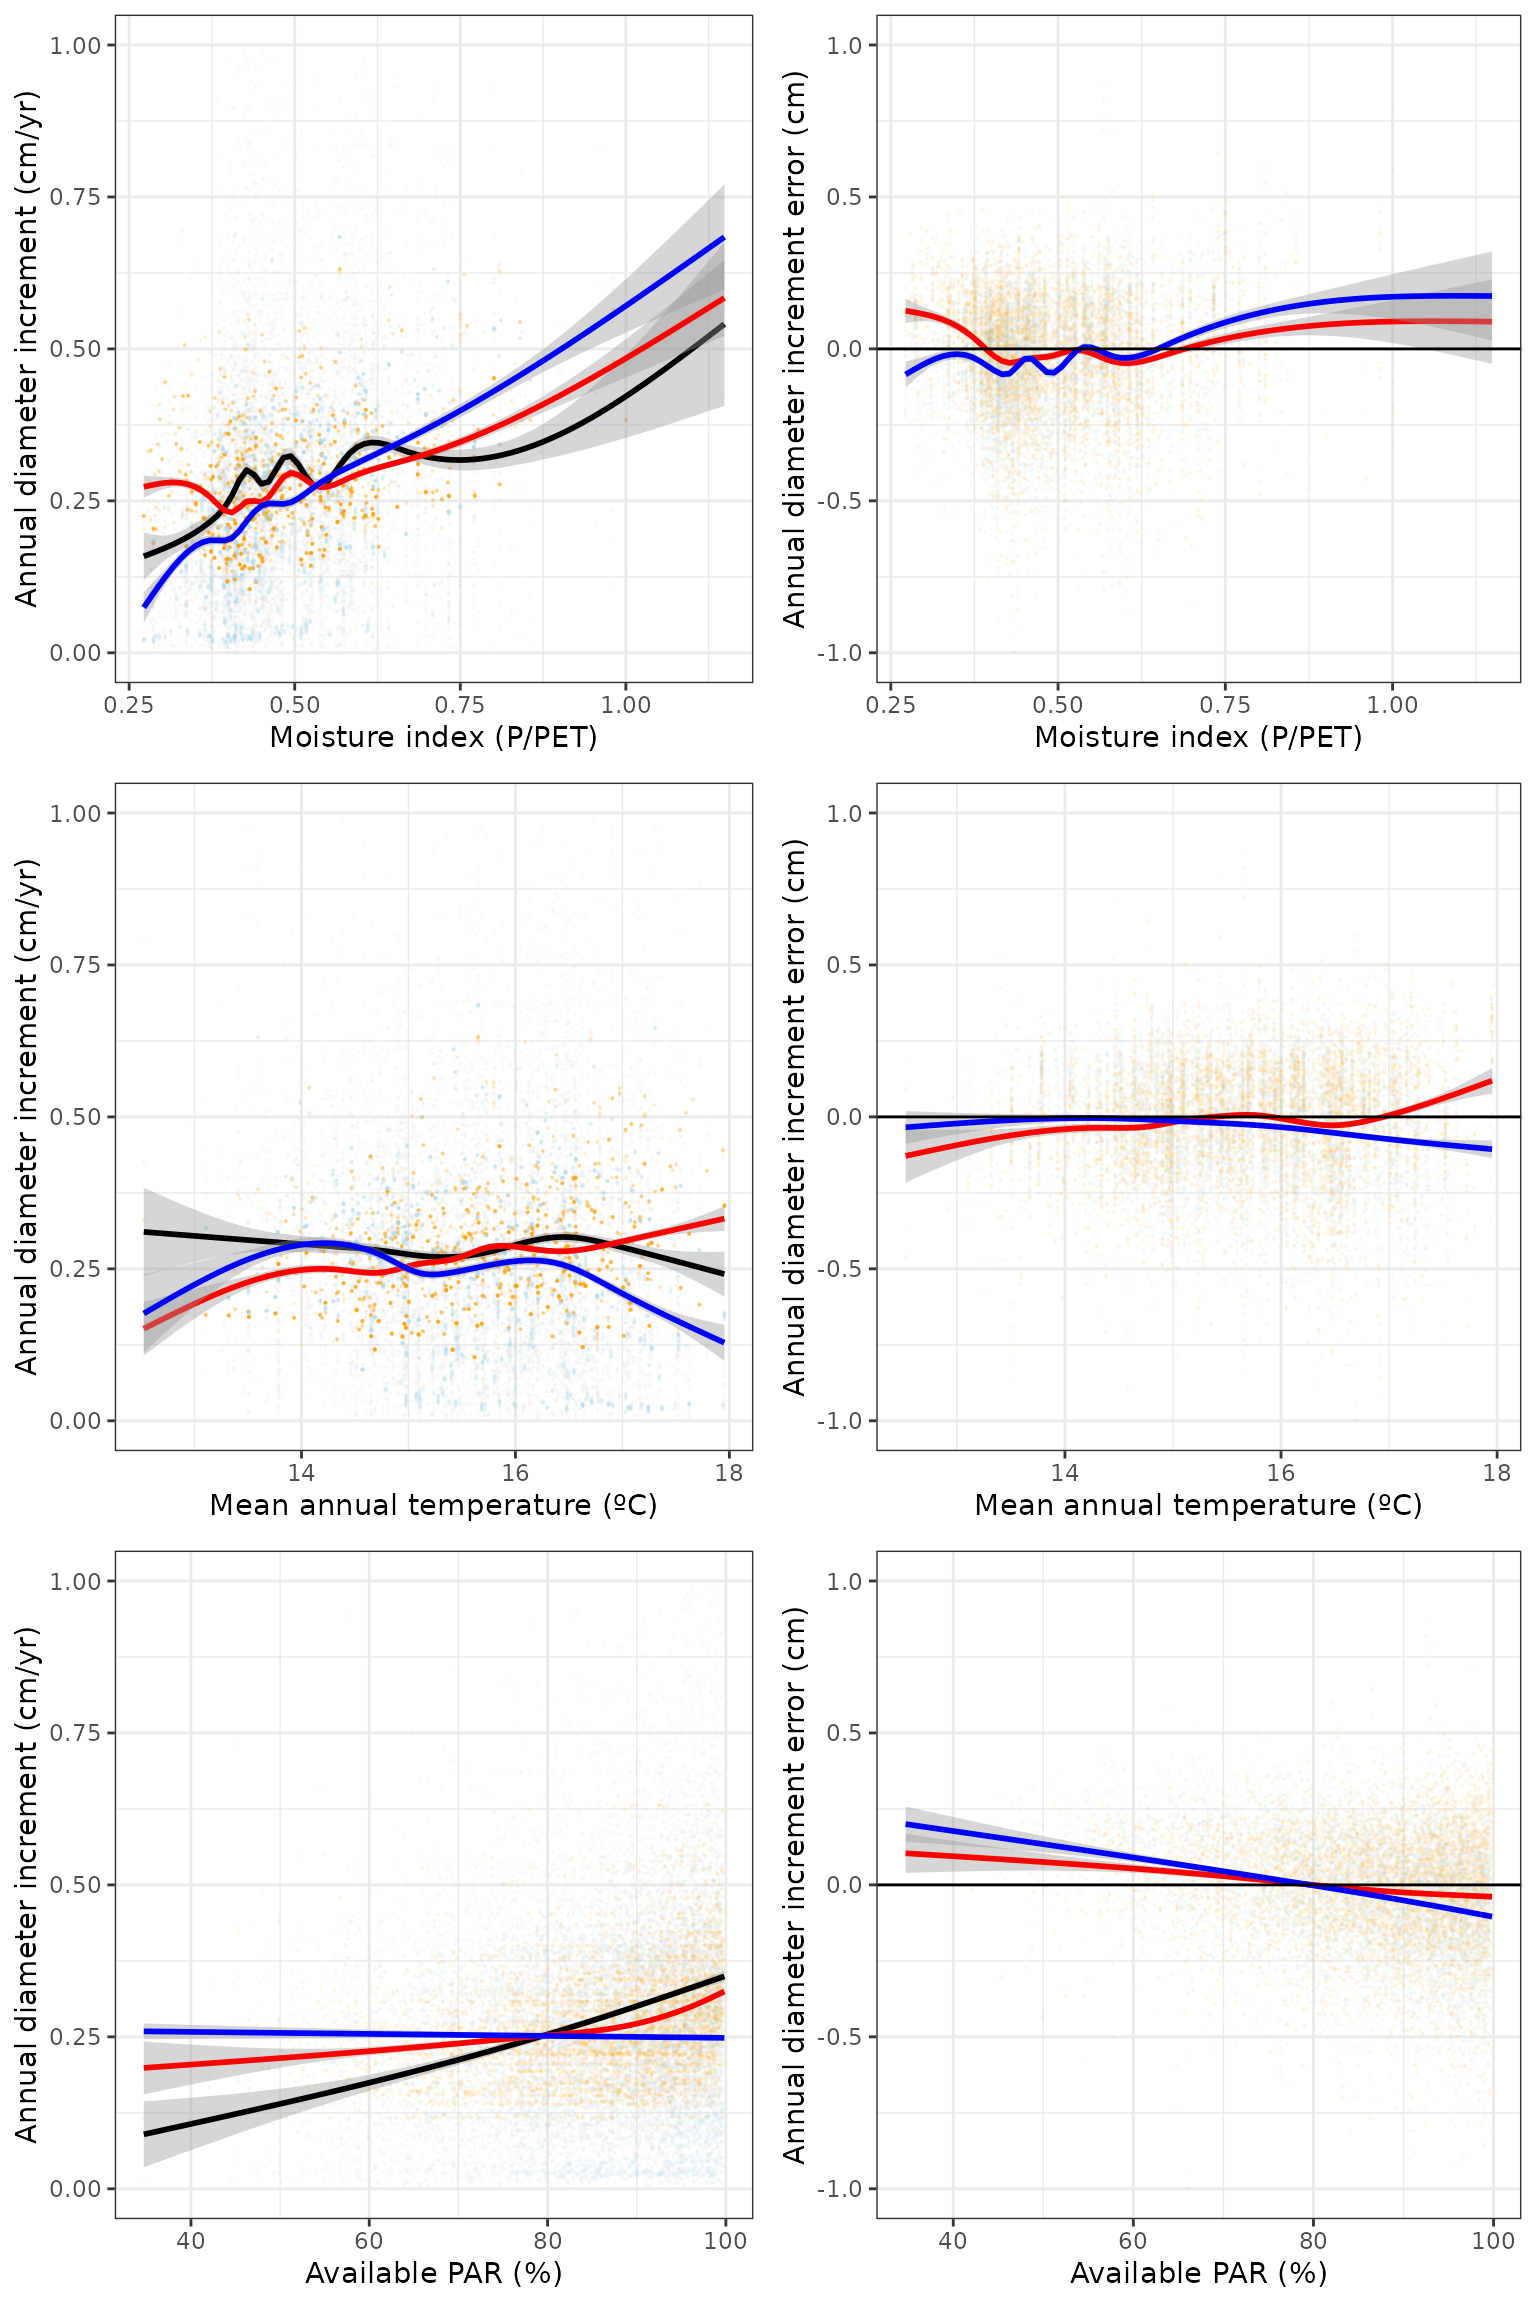 Annual diameter increment (cm/yr)
1.00
0.75
0.50
0.25
0.00
0.25 0.50 0.75 1.00
Moisture index (P/PET)
Annual diameter increment error (cm)
1.0
0.5
0.0
-0.5
-1.0
0.25 0.50 0.75 1.00
Moisture index (P/PET)
Annual diameter increment (cm/yr)
1.00
0.75
0.50
0.25
0.00
14 16 18
Mean annual temperature (ºC)
Annual diameter increment error (cm)
1.0
0.5
0.0
-0.5
-1.0
14 16 18
Mean annual temperature (ºC)
Annual diameter increment (cm/yr)
1.00
0.75
0.50
0.25
0.00
40 60 80 100
Available PAR (%)
Annual diameter increment error (cm)
1.0
0.5
0.0
-0.5
-1.0
40 60 80 100
Available PAR (%)